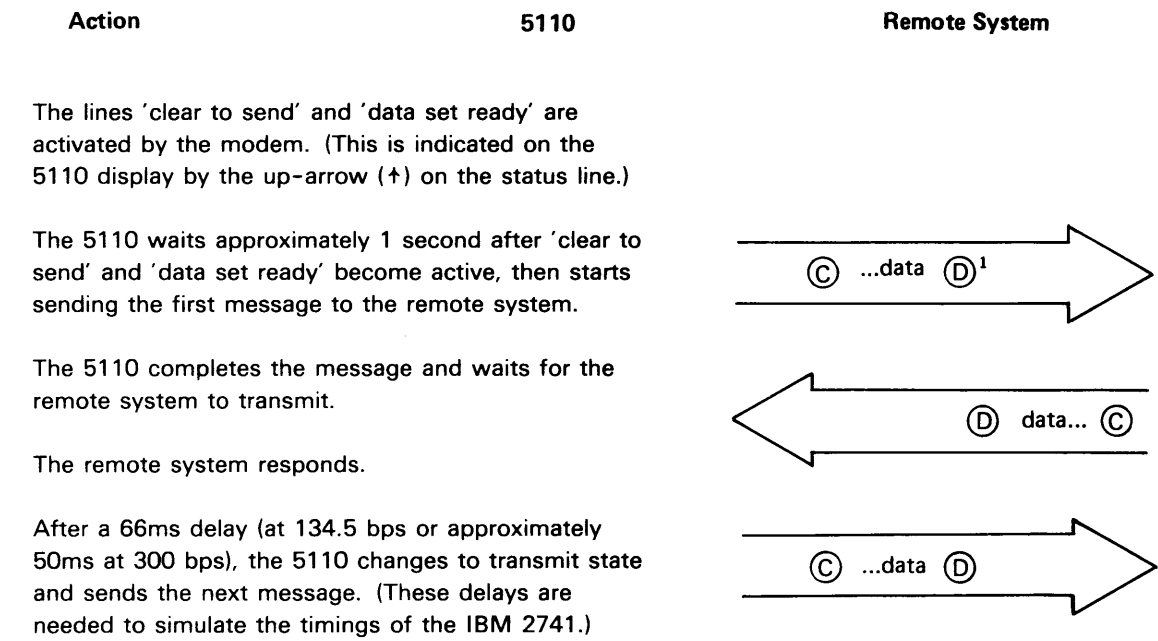 Action 5110 Remote System
The lines 'clear to send' and 'data set ready' are
activated by the modem. (This is indicated on the
5110 display by the up-arrow (↑) on the status line.)
The 5110 waits approximately 1 second after 'clear to
send' and 'data set ready' become active, then starts
sending the first message to the remote system.
Ⓒ ...data Ⓓ¹
The 5110 completes the message and waits for the
remote system to transmit.
Ⓓ data... Ⓒ
The remote system responds.
After a 66ms delay (at 134.5 bps or approximately
50ms at 300 bps), the 5110 changes to transmit state
and sends the next message. (These delays are
needed to simulate the timings of the IBM 2741.)
Ⓒ ...data Ⓓ